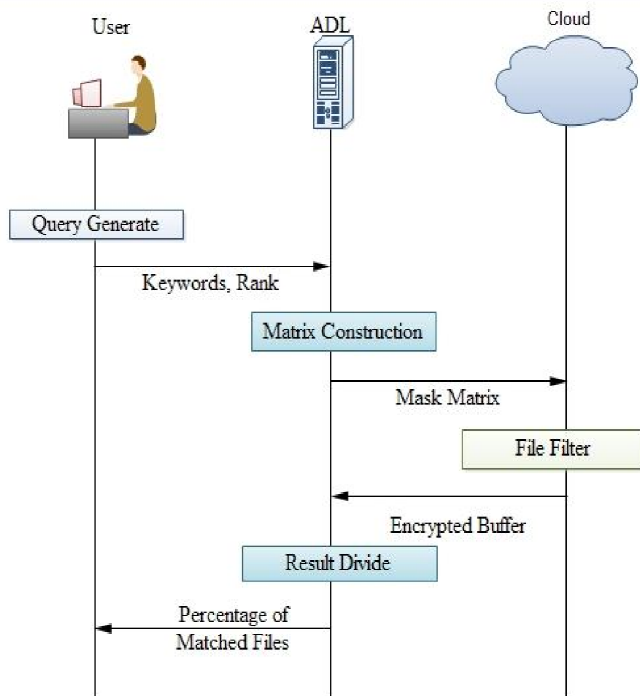 User
ADL
Cloud
Query Generate
Keywords, Rank
Matrix Construction
Mask Matrix
File Filter
Encrypted Buffer
Result Divide
Percentage of
Matched Files